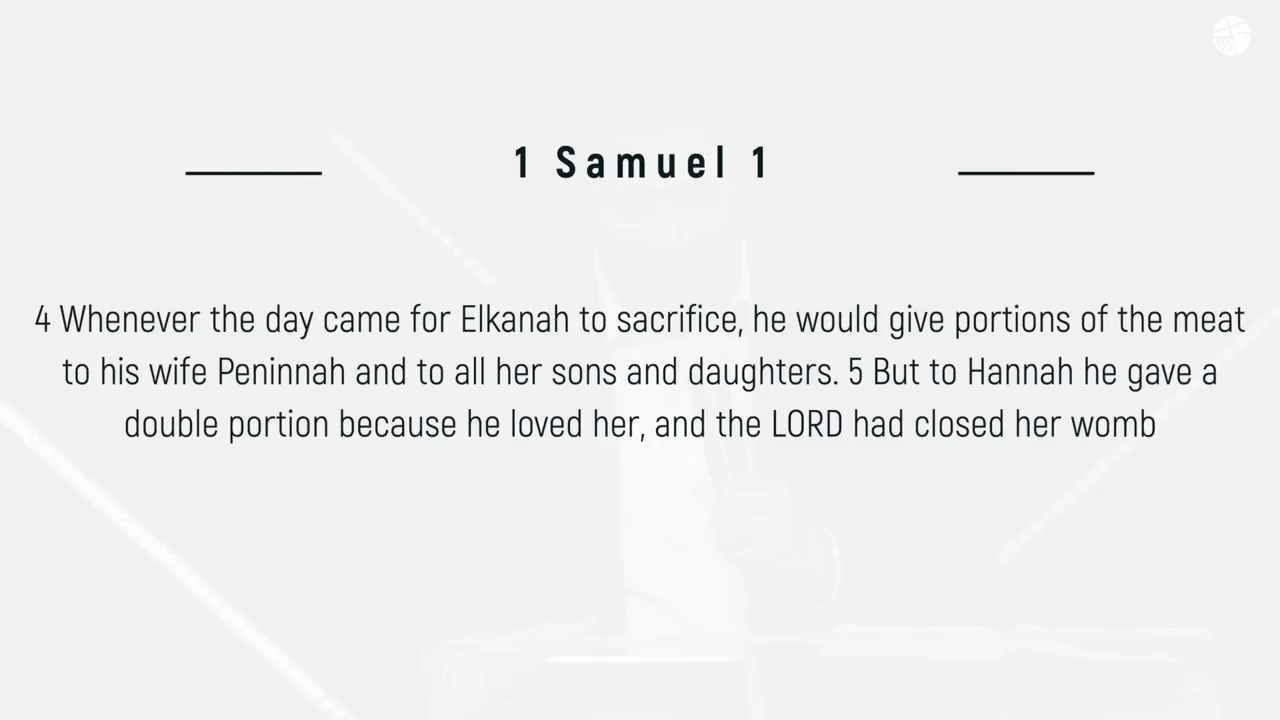 1 Samuel 1
4 Whenever the day came for Elkanah to sacrifice, he would give portions of the meat
to his wife Peninnah and to all her sons and daughters. 5 But to Hannah he gave a
double portion because he loved her, and the LORD had closed her womb